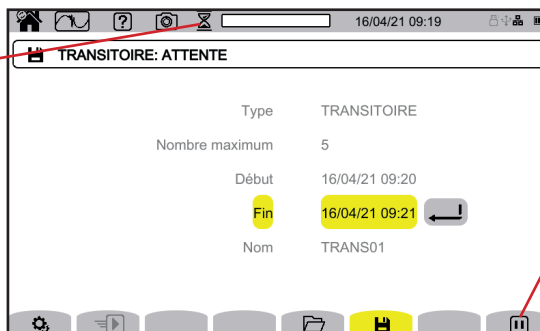 16/04/21 09:19
TRANSITOIRE: ATTENTE
Type TRANSITOIRE
Nombre maximum 5
Début 16/04/21 09:20
Fin 16/04/21 09:21
Nom TRANS01